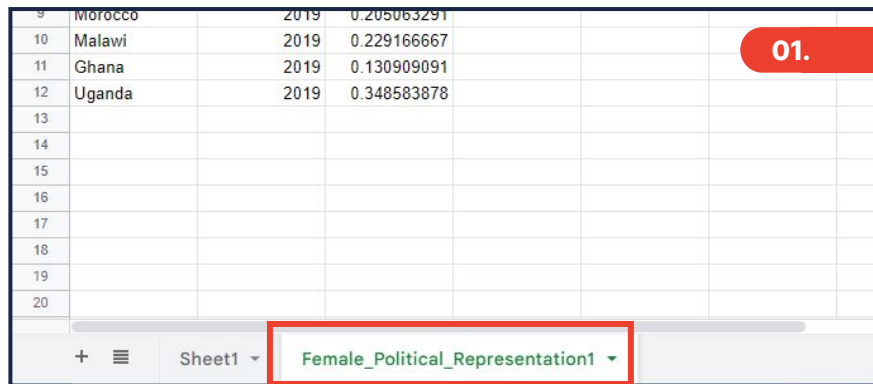 9 Morocco 2019 0.205063291
10 Malawi 2019 0.229166667
01.
11 Ghana 2019 0.130909091
12 Uganda 2019 0.348583878
13
14
15
16
17
18
19
20
+ Sheet1 Female_Political_Representation1